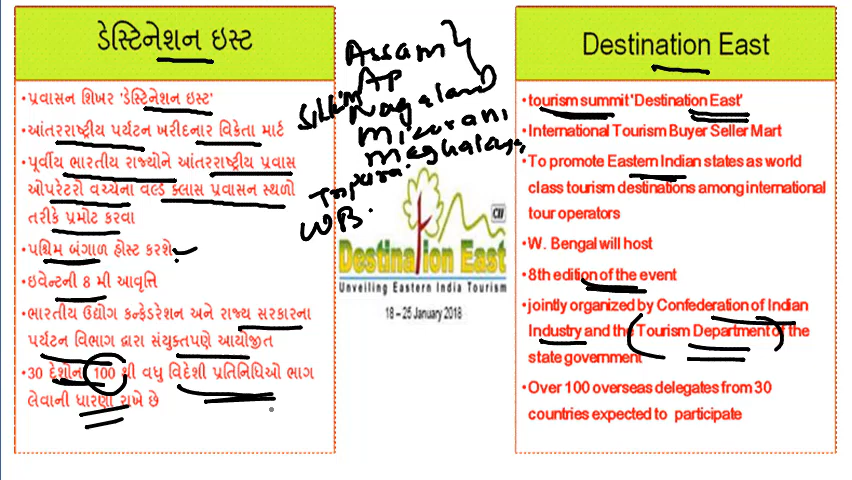 ડેસ્ટિનેશન ઇસ્ટ
• પ્રવાસન શિખર 'ડેસ્ટિનેશન ઇસ્ટ'
• આંતરરાષ્ટ્રીય પર્યટન ખરીદનાર વિકેતા માર્ટ
• પૂર્વીય ભારતીય રાજ્યોને આંતરરાષ્ટ્રીય પ્રવાસ
ઓપરેટરો વચ્ચેના વર્લ્ડ ક્લાસ પ્રવાસન સ્થળો
તરીકે પ્રમોટ કરવા
• પશ્ચિમ બંગાળ હોસ્ટ કરશે
• ઇવેન્ટની 8 મી આવૃત્તિ
• ભારતીય ઉદ્યોગ કન્ફેડરેશન અને રાજ્ય સરકારના
પર્યટન વિભાગ દ્વારા સંયુક્તપણે આયોજીત
• 30 દેશોના 100 થી વધુ વિદેશી પ્રતિનિધિઓ ભાગ
લેવાની ધારણા રાખે છે
Assam
AP
Sikkim
Nagaland
Mizoram
Meghalaya
Tripura
WB.
CII
Destination East
Unveiling Eastern India Tourism
18 – 25 January 2018
Destination East
• tourism summit 'Destination East'
• International Tourism Buyer Seller Mart
• To promote Eastern Indian states as world
class tourism destinations among international
tour operators
• W. Bengal will host
• 8th edition of the event
• jointly organized by Confederation of Indian
Industry and the Tourism Department of the
state government
• Over 100 overseas delegates from 30
countries expected to participate